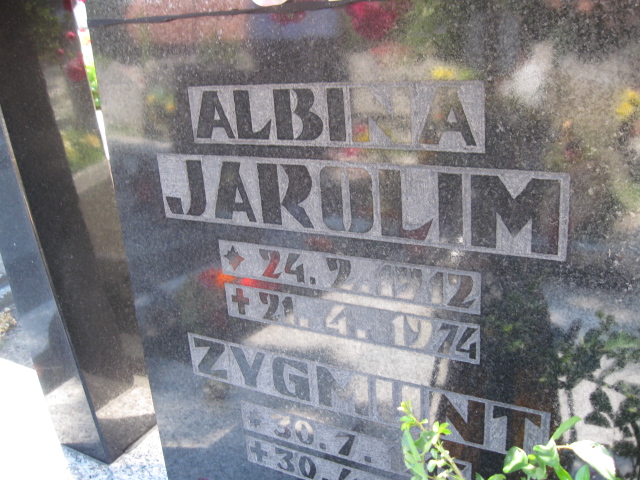 ALBINA
JAROLIM
* 24. 2. 1912
+ 21. 4. 1974
ZYGMUNT
* 30. 7.
+ 30.